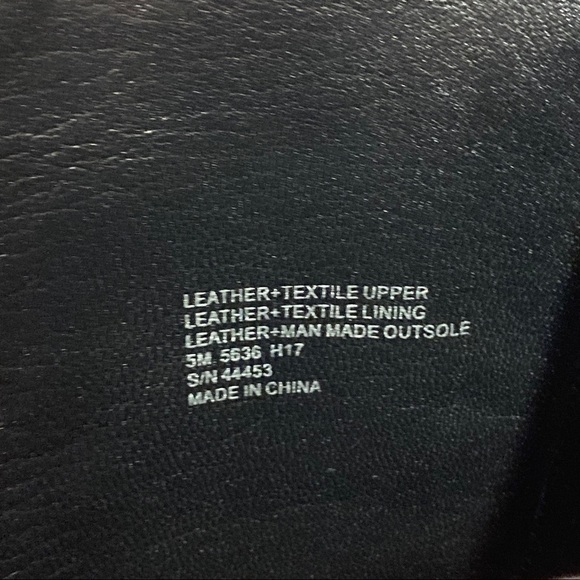 LEATHER+TEXTILE UPPER
LEATHER+TEXTILE LINING
LEATHER+MAN MADE OUTSOLE
5M 5636 H17
S/N 44453
MADE IN CHINA